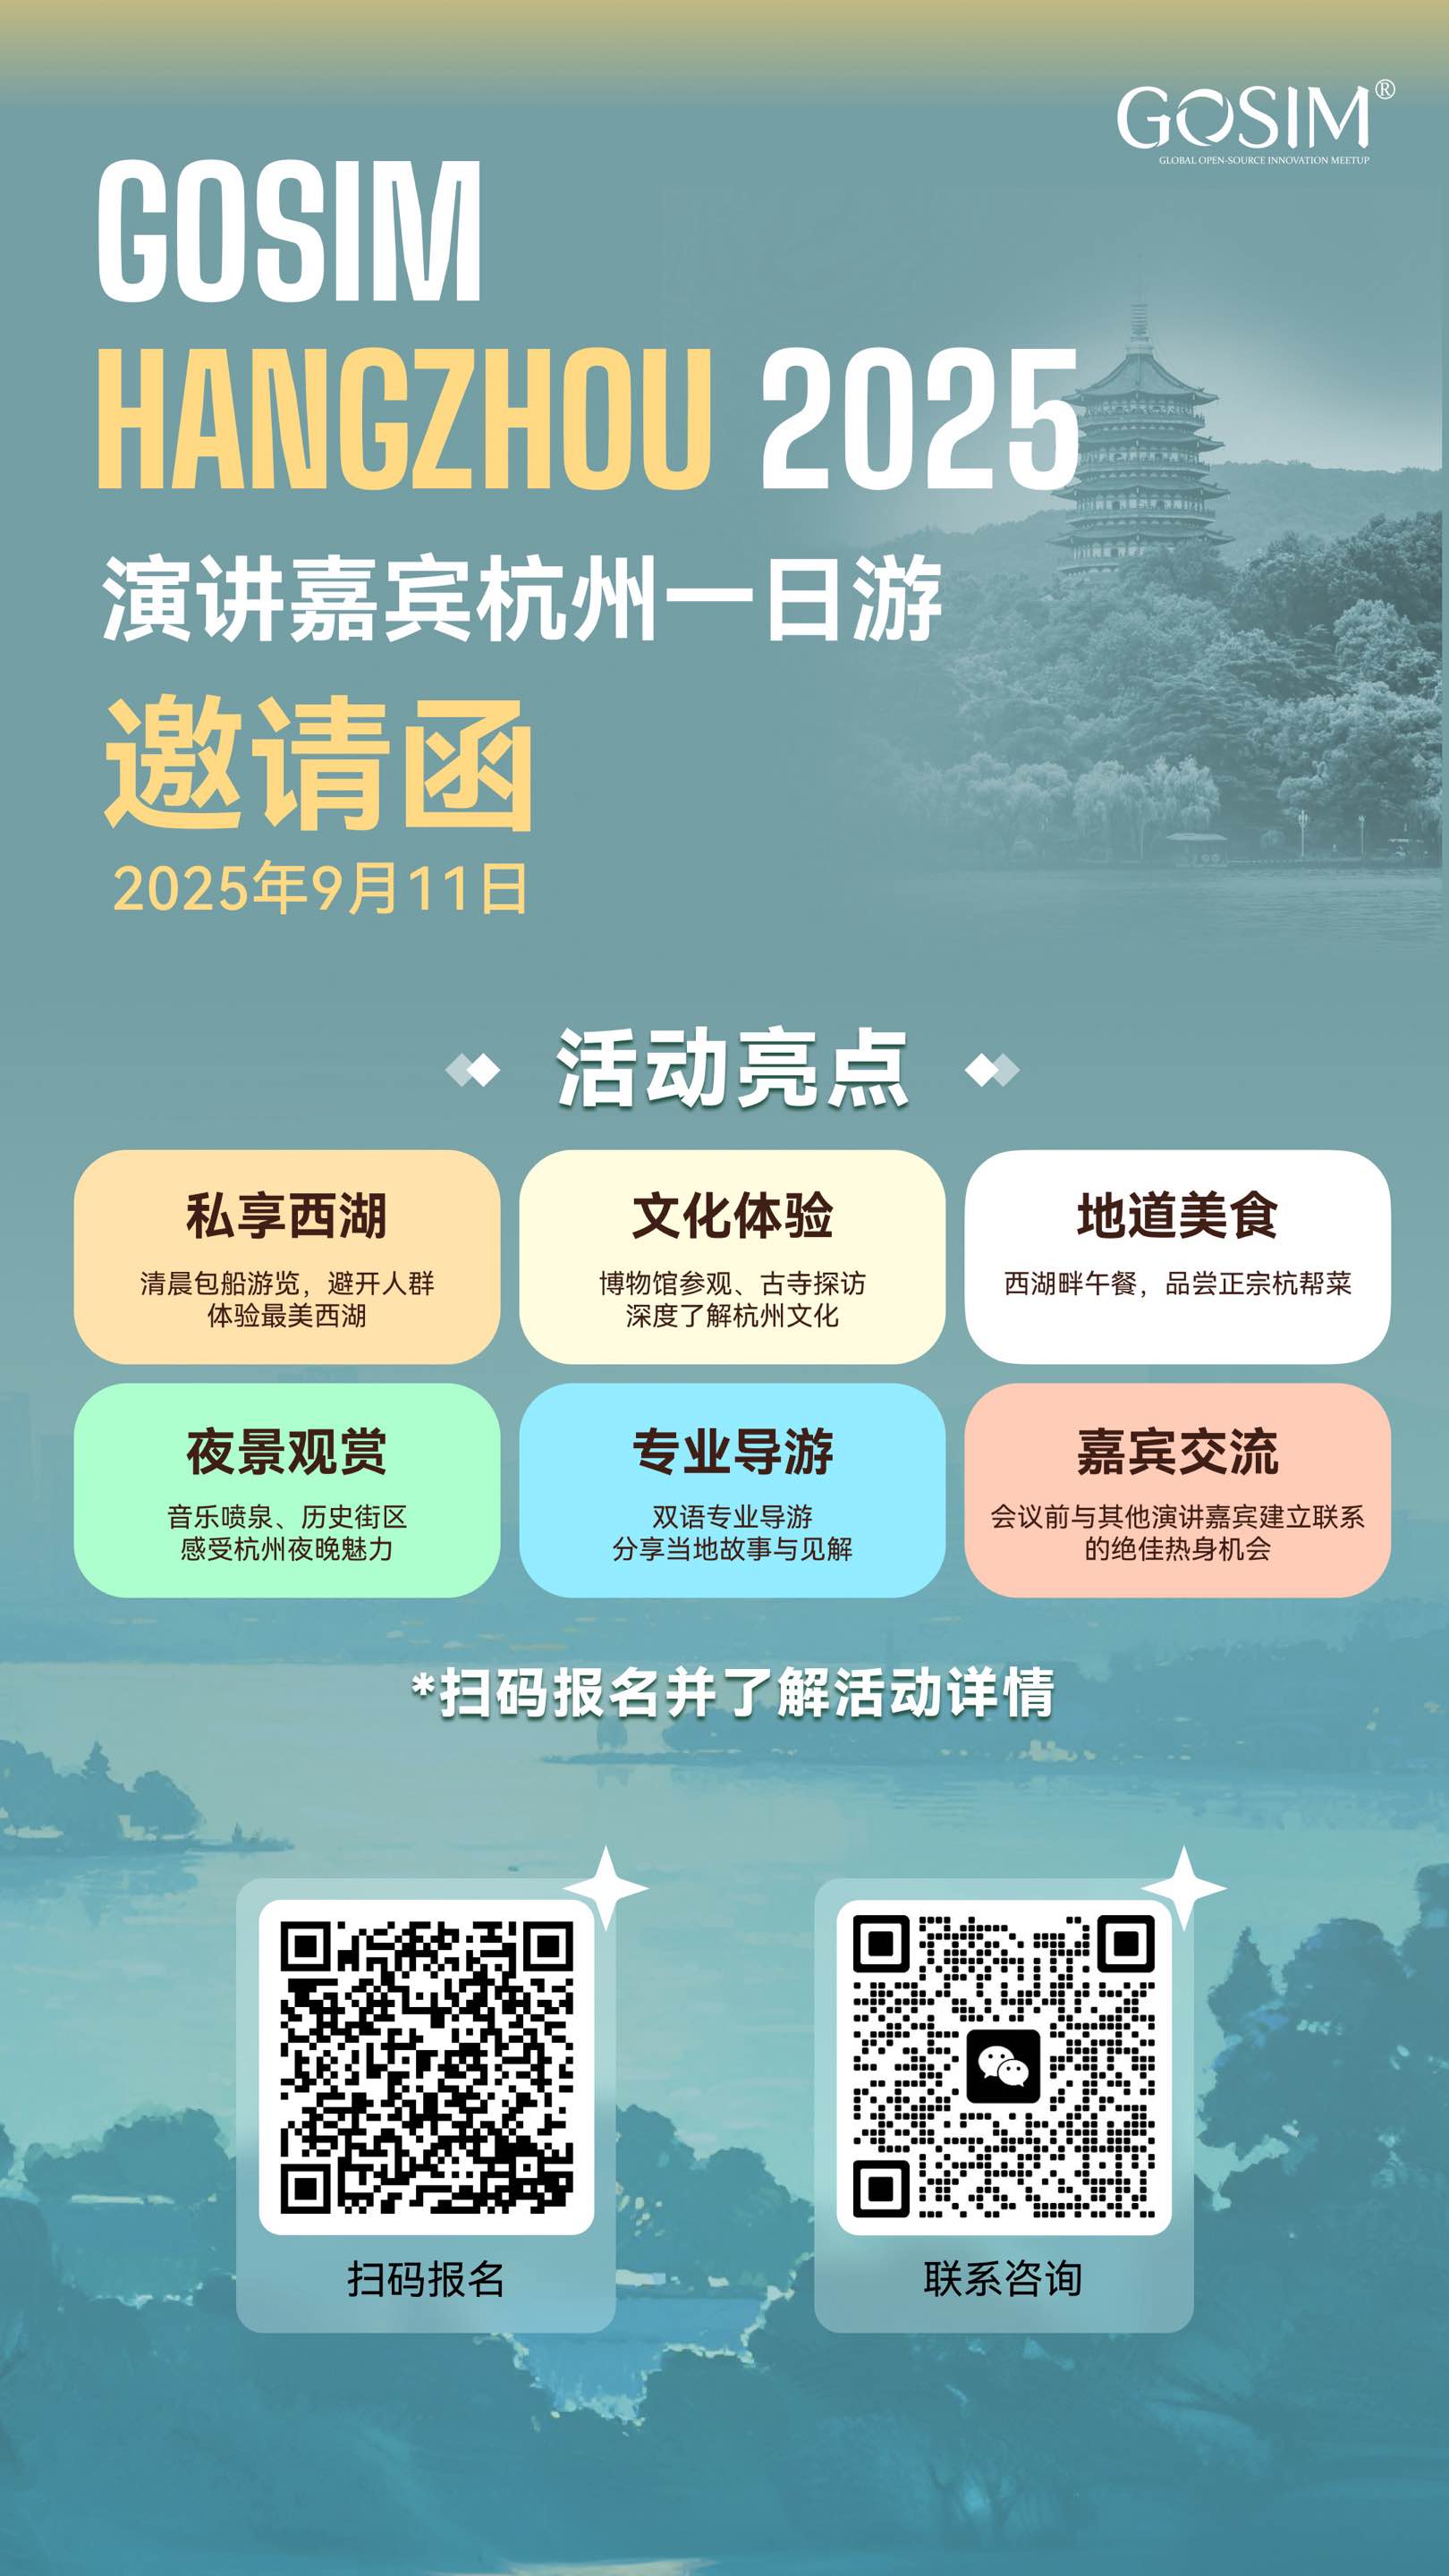 GOSIM®
GLOBAL OPEN-SOURCE INNOVATION MEETUP
GOSIM
HANGZHOU 2025
演讲嘉宾杭州一日游
邀请函
2025年9月11日
活动亮点
私享西湖
清晨包船游览，避开人群
体验最美西湖
文化体验
博物馆参观、古寺探访
深度了解杭州文化
地道美食
西湖畔午餐，品尝正宗杭帮菜
夜景观赏
音乐喷泉、历史街区
感受杭州夜晚魅力
专业导游
双语专业导游
分享当地故事与见解
嘉宾交流
会议前与其他演讲嘉宾建立联系
的绝佳热身机会
*扫码报名并了解活动详情
扫码报名
联系咨询